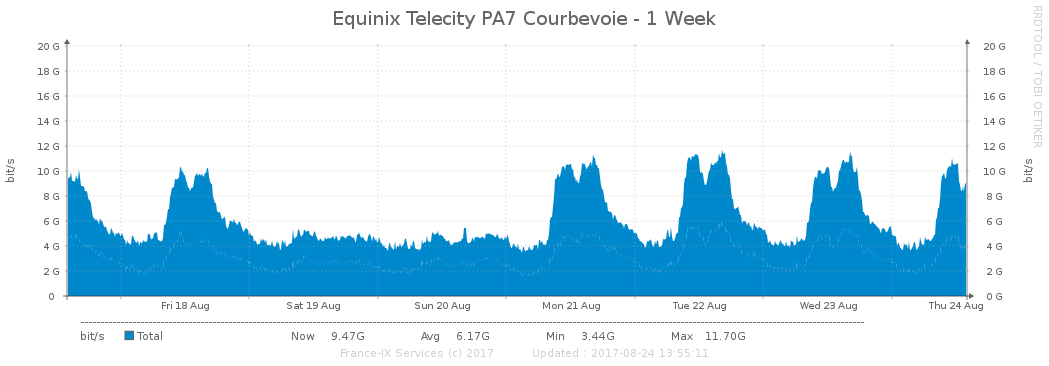 Equinix Telecity PA7 Courbevoie - 1 Week
RRDTOOL / TOBI OETIKER
bit/s
20 G
18 G
16 G
14 G
12 G
10 G
8 G
6 G
4 G
2 G
0
20 G
18 G
16 G
14 G
12 G
10 G
8 G
6 G
4 G
2 G
0 G
bit/s
Fri 18 Aug Sat 19 Aug Sun 20 Aug Mon 21 Aug Tue 22 Aug Wed 23 Aug Thu 24 Aug
bit/s Total Now 9.47G Avg 6.17G Min 3.44G Max 11.70G
France-IX Services (c) 2017 Updated : 2017-08-24 13:55:11